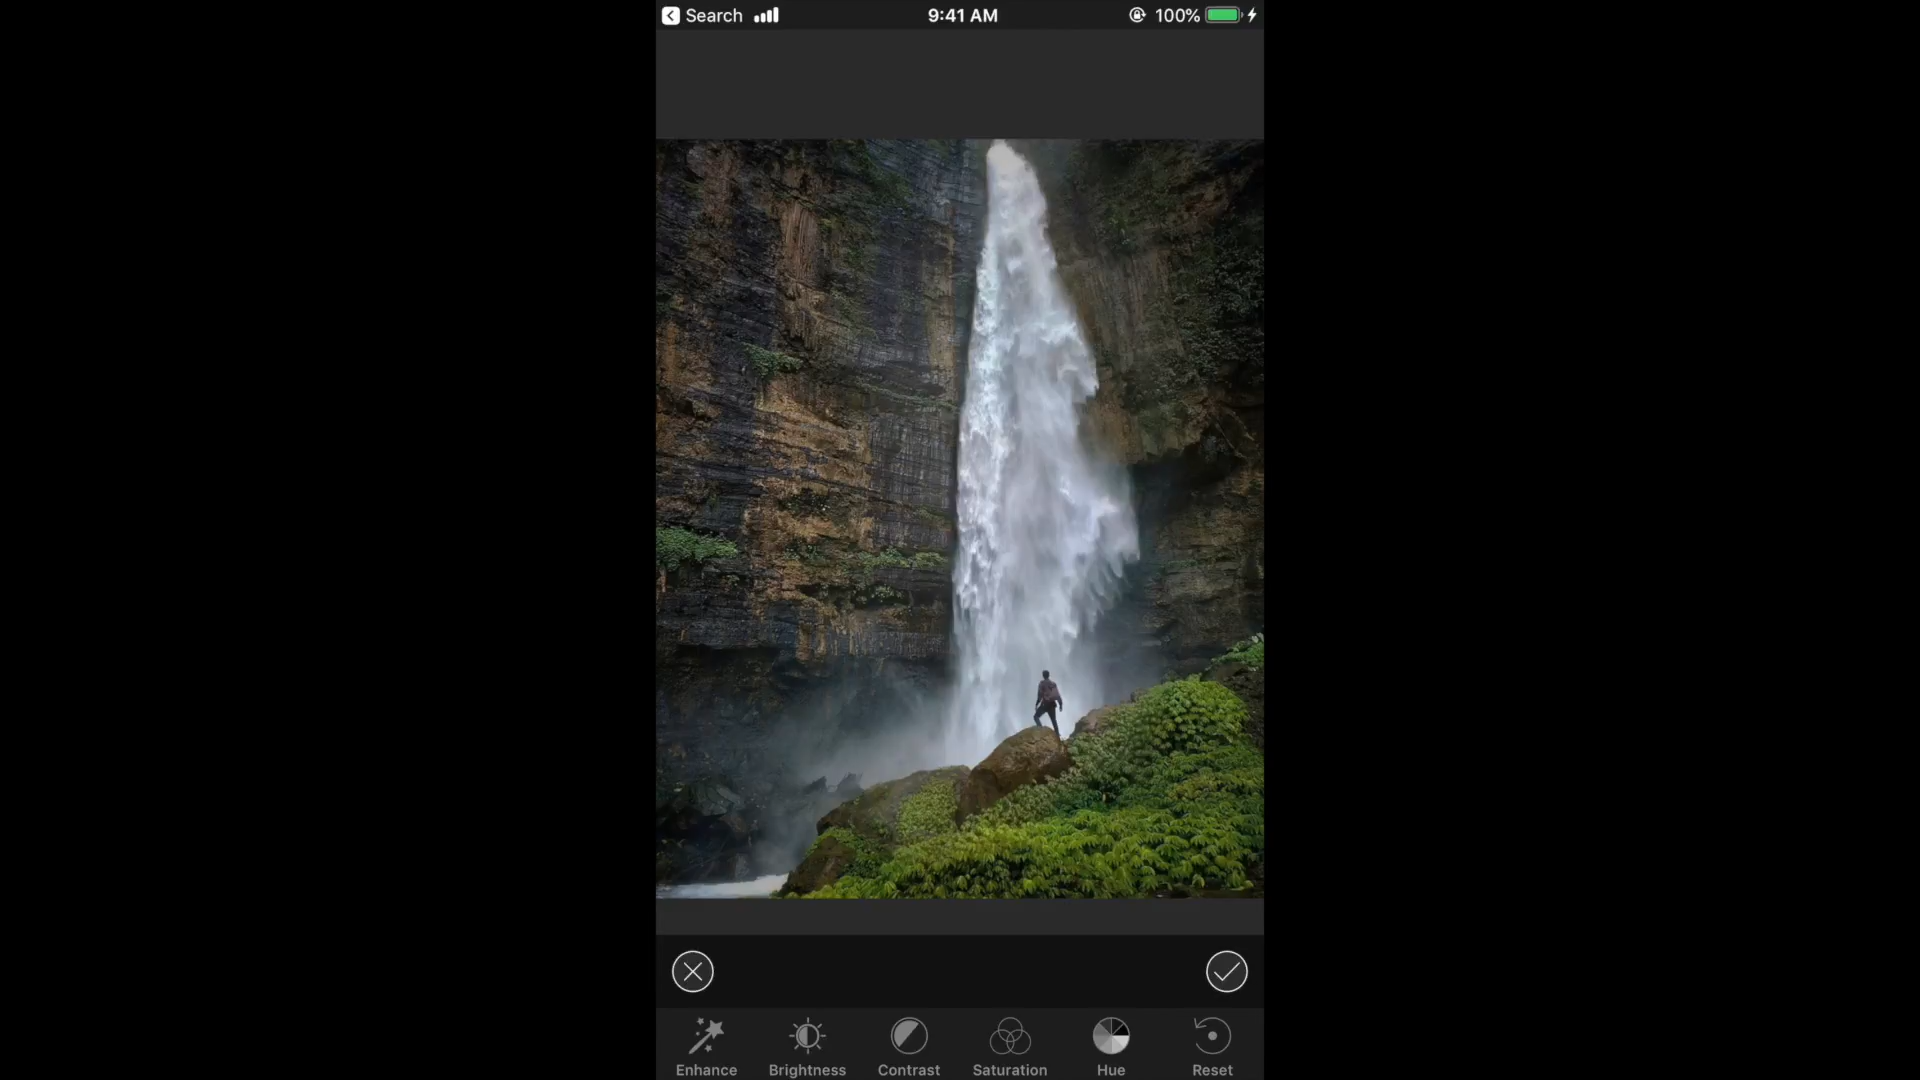 Search 9:41 AM 100%
Enhance Brightness Contrast Saturation Hue Reset